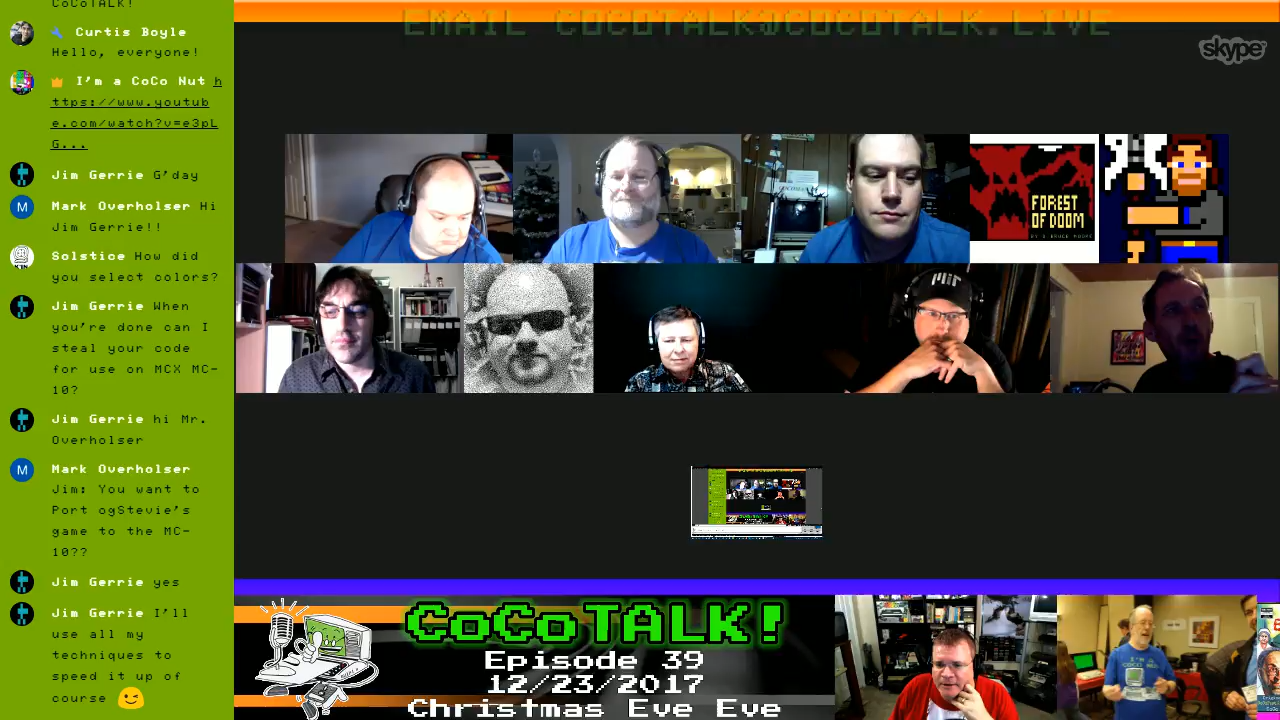 CoCoTALK!
Curtis Boyle
Hello, everyone!
I'm a CoCo Nut h
ttps://www.youtub
e.com/watch?v=e3pL
G...
Jim Gerrie G'day
Mark Overholser Hi
Jim Gerrie!!
Solstice How did
you select colors?
Jim Gerrie When
you're done can I
steal your code
for use on MCX MC-
10?
Jim Gerrie hi Mr.
Overholser
M
Mark Overholser
Jim: You want to
Port ogStevie's
game to the MC-
10??
Jim Gerrie yes
Jim Gerrie I'll
use all my
techniques to
speed it up of
course
EMAIL COCOTALK@COCOTALK.LIVE
skype
FOREST
OF DOOM
MIT
CoCoTALK!
Episode 39
12/23/2017
Christmas Eve Eve